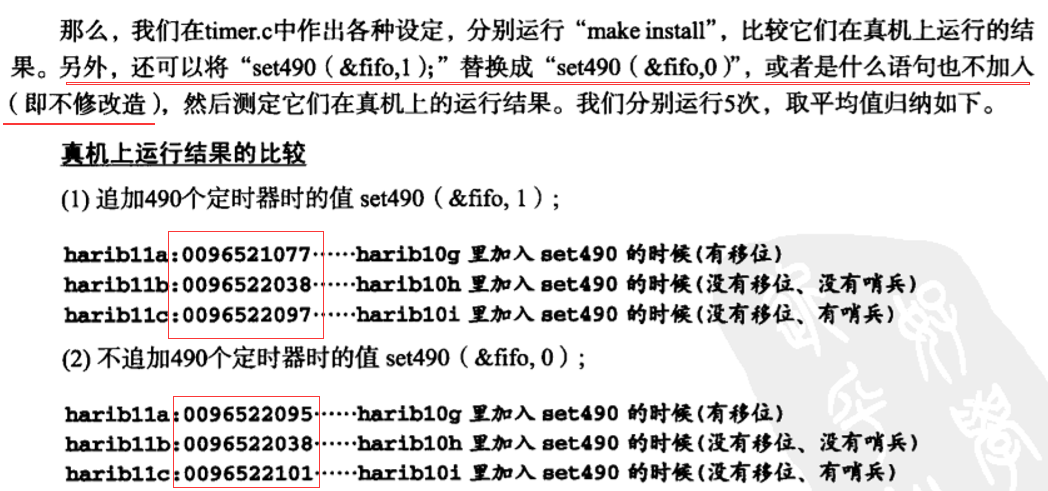 那么，我们在timer.c中作出各种设定，分别运行“make install”，比较它们在真机上运行的结
果。另外，还可以将“set490（&fifo,1);”替换成“set490（&fifo,0)”，或者是什么语句也不加入
（即不修改造），然后测定它们在真机上的运行结果。我们分别运行5次，取平均值归纳如下。
真机上运行结果的比较
(1) 追加490个定时器时的值 set490（&fifo, 1）;
harib11a:0096521077……harib10g 里加入 set490 的时候(有移位)
harib11b:0096522038……harib10h 里加入 set490 的时候(没有移位、没有哨兵)
harib11c:0096522097……harib10i 里加入 set490 的时候(没有移位、有哨兵)
(2) 不追加490个定时器时的值 set490（&fifo, 0）;
harib11a:0096522095……harib10g 里加入 set490 的时候(有移位)
harib11b:0096522038……harib10h 里加入 set490 的时候(没有移位、没有哨兵)
harib11c:0096522101……harib10i 里加入 set490 的时候(没有移位、有哨兵)